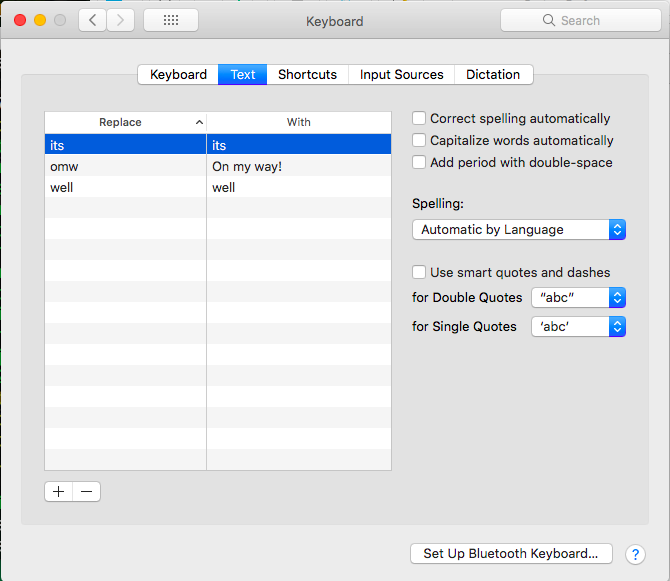 Keyboard
Search
Keyboard Text Shortcuts Input Sources Dictation
Replace With
its its
omw On my way!
well well
Correct spelling automatically
Capitalize words automatically
Add period with double-space
Spelling:
Automatic by Language
Use smart quotes and dashes
for Double Quotes “abc”
for Single Quotes ‘abc’
+ −
Set Up Bluetooth Keyboard...
?